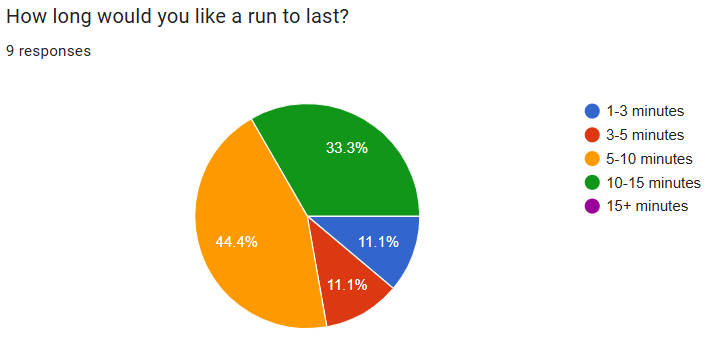 How long would you like a run to last?
9 responses
33.3%
44.4%
11.1%
11.1%
1-3 minutes
3-5 minutes
5-10 minutes
10-15 minutes
15+ minutes